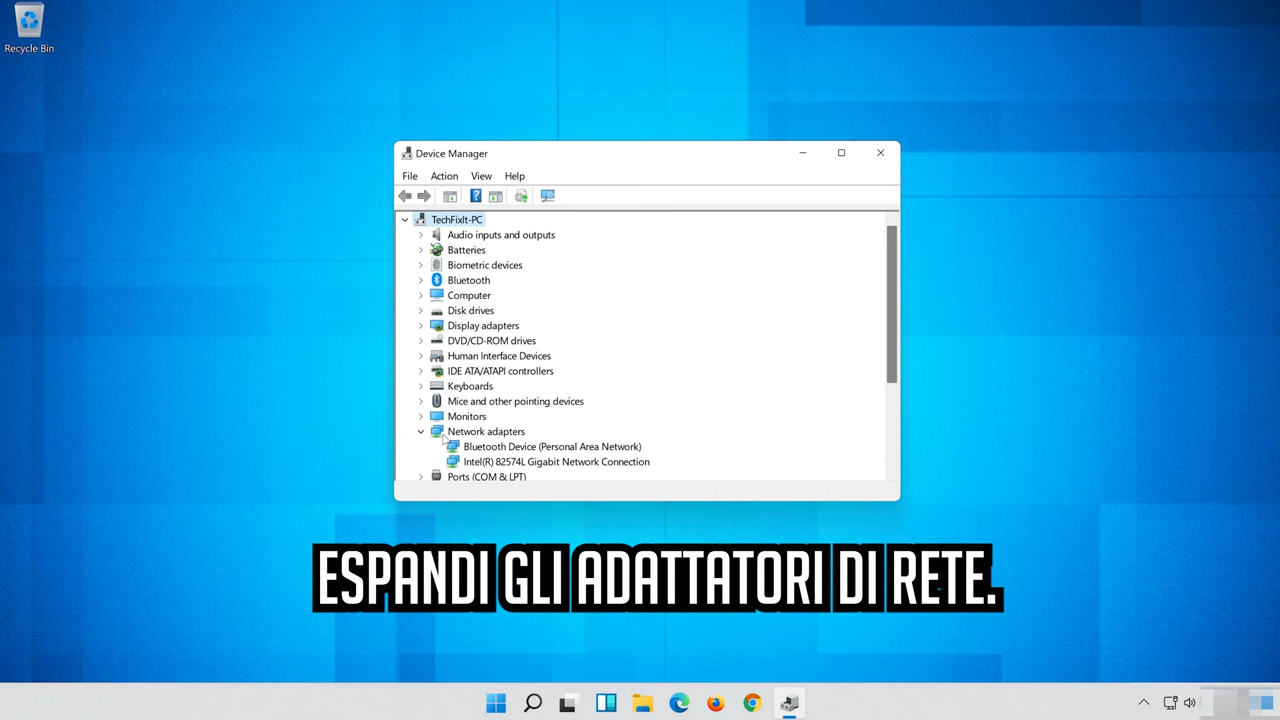 Recycle Bin
Device Manager
File Action View Help
TechFixIt-PC
Audio inputs and outputs
Batteries
Biometric devices
Bluetooth
Computer
Disk drives
Display adapters
DVD/CD-ROM drives
Human Interface Devices
IDE ATA/ATAPI controllers
Keyboards
Mice and other pointing devices
Monitors
Network adapters
Bluetooth Device (Personal Area Network)
Intel(R) 82574L Gigabit Network Connection
Ports (COM & LPT)
ESPANDI GLI ADATTATORI DI RETE.